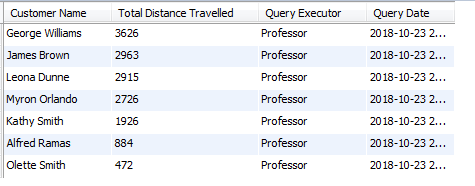 Customer Name Total Distance Travelled Query Executor Query Date
George Williams 3626 Professor 2018-10-23 2...
James Brown 2963 Professor 2018-10-23 2...
Leona Dunne 2915 Professor 2018-10-23 2...
Myron Orlando 2726 Professor 2018-10-23 2...
Kathy Smith 1926 Professor 2018-10-23 2...
Alfred Ramas 884 Professor 2018-10-23 2...
Olette Smith 472 Professor 2018-10-23 2...